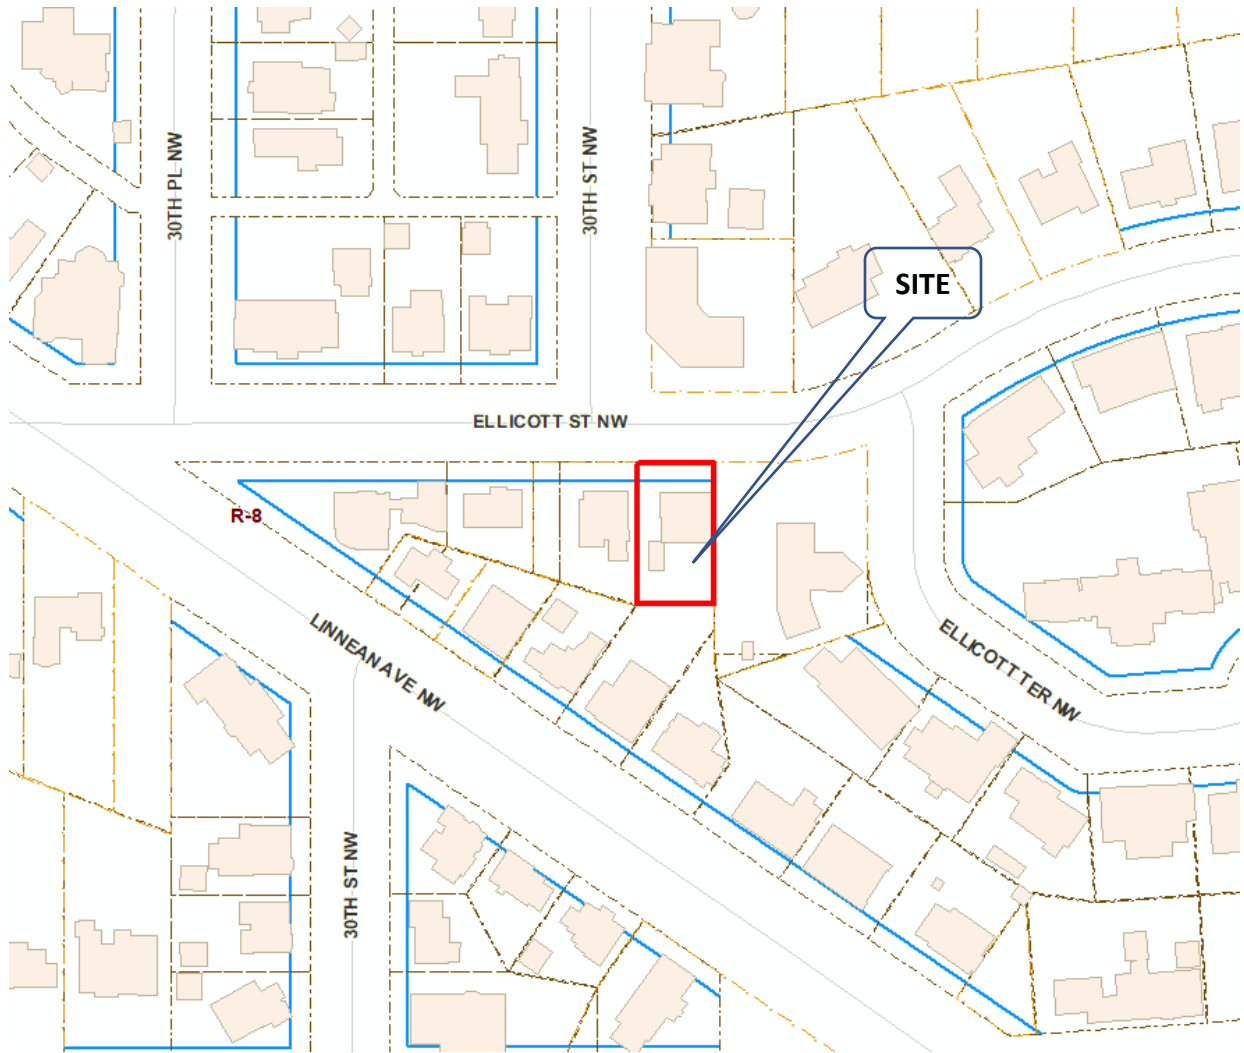 30TH PL NW
30TH ST NW
SITE
ELLICOTT ST NW
R-8
LINNEAN AVE NW
ELLICOTT TER NW
30TH ST NW